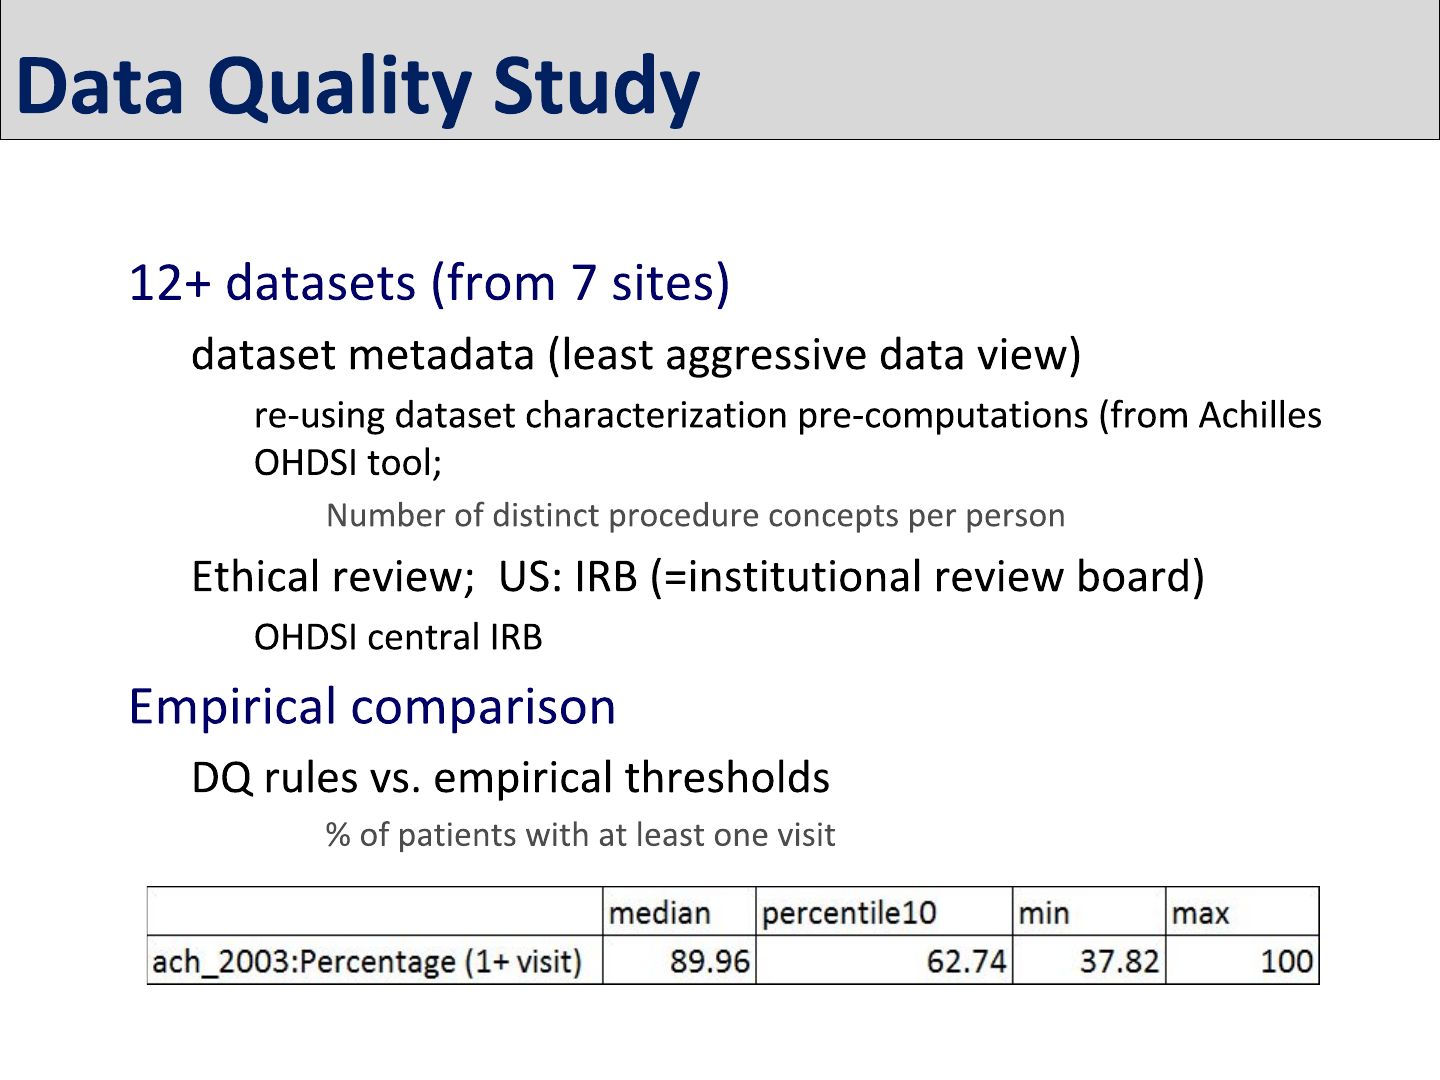 Data Quality Study
12+ datasets (from 7 sites)
dataset metadata (least aggressive data view)
re-using dataset characterization pre-computations (from Achilles
OHDSI tool;
Number of distinct procedure concepts per person
Ethical review;  US: IRB (=institutional review board)
OHDSI central IRB
Empirical comparison
DQ rules vs. empirical thresholds
% of patients with at least one visit
median percentile10 min max
ach_2003:Percentage (1+ visit) 89.96 62.74 37.82 100